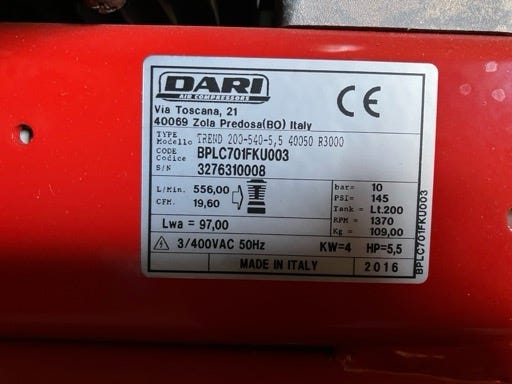 DARI
AIR COMPRESSORS
CE
Via Toscana, 21
40069 Zola Predosa(BO) Italy
TYPE
Modello TREND 200-540-5,5 40050 R3000
CODE
Codice BPLC701FKU003
S/N 3276310008
L/Min. 556,00
CFM. 19,60
bar= 10
PSI= 145
Tank = Lt.200
RPM = 1370
Kg = 109,00
Lwa = 97,00
3/400VAC 50Hz KW=4 HP=5,5
MADE IN ITALY 2016
BPLC701FKU003